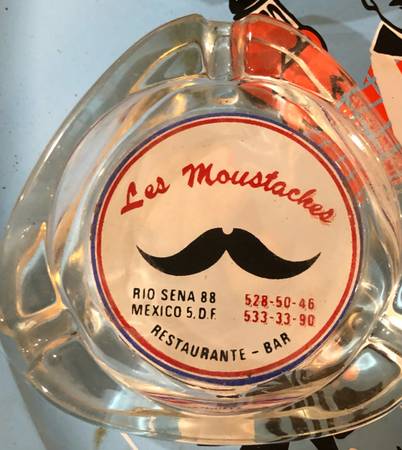 Les Moustaches
RIO SENA 88
MEXICO 5, D.F.
528-50-46
533-33-90
RESTAURANTE - BAR